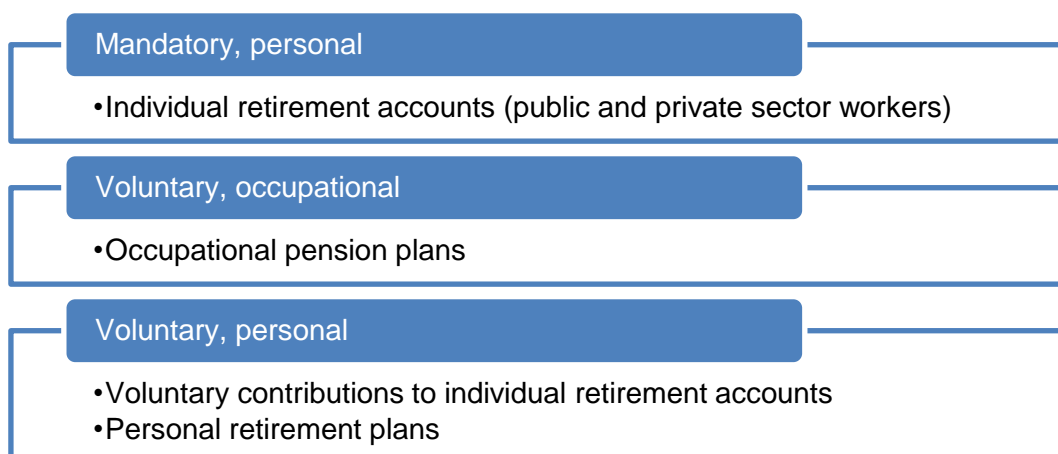 Mandatory, personal
•Individual retirement accounts (public and private sector workers)
Voluntary, occupational
•Occupational pension plans
Voluntary, personal
•Voluntary contributions to individual retirement accounts
•Personal retirement plans